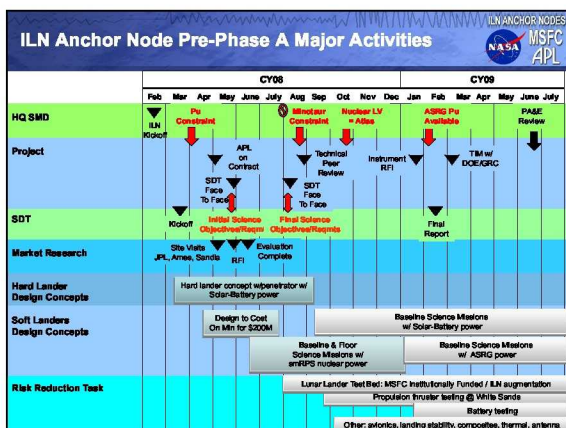 ILN ANCHOR NODES
ILN Anchor Node Pre-Phase A Major Activities
NASA
MSFC
APL
CY08
CY09
Feb Mar Apr May June July Aug Sep Oct Nov Dec Jan Feb Mar Apr May June July
HQ SMD
ILN
Kickoff
Pu
Constraint
Minotaur
Constraint
Nuclear LV
= Atlas
ASRG Pu
Available
PA&E
Review
Project
APL
on
Contract
SDT
Face
To Face
Technical
Peer
Review
SDT
Face
To Face
Instrument
RFI
TIM w/
DOE/GRC
SDT
Kickoff
Initial Science
Objectives/Reqmts
Final Science
Objectives/Reqmts
Final
Report
Market Research
Site Visits
JPL, Ames, Sandia
RFI
Evaluation
Complete
Hard Lander
Design Concepts
Hard lander concept w/penetrator w/
Solar-Battery power
Soft Landers
Design Concepts
Design to Cost
On Min for $200M
Baseline Science Missions
w/ Solar-Battery power
Baseline & Floor
Science Missions w/
smRPS nuclear power
Baseline Science Missions
w/ ASRG power
Risk Reduction Task
Lunar Lander Test Bed: MSFC Institutionally Funded / ILN augmentation
Propulsion thruster testing @ White Sands
Battery testing
Other: avionics, landing stability, composites, thermal, antenna